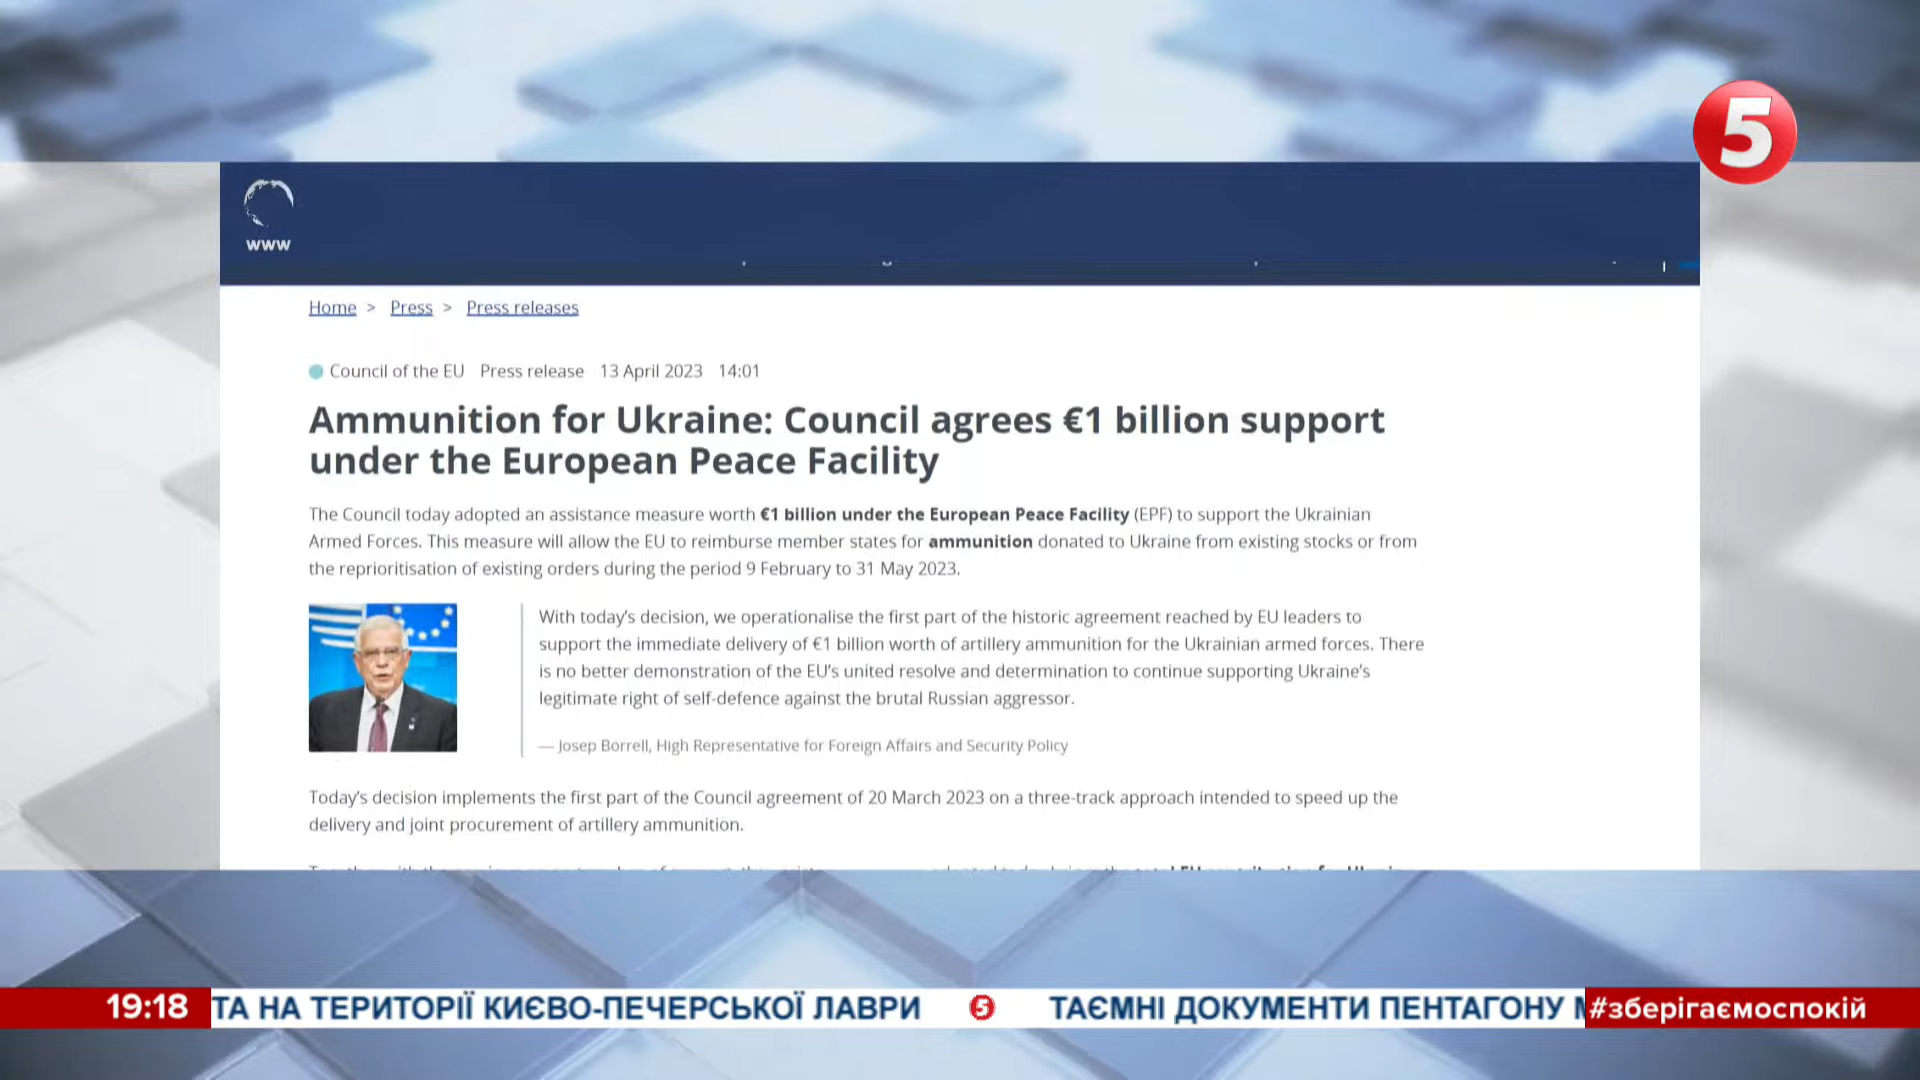 5
www
Home > Press > Press releases
Council of the EU Press release 13 April 2023 14:01
Ammunition for Ukraine: Council agrees €1 billion support
under the European Peace Facility
The Council today adopted an assistance measure worth €1 billion under the European Peace Facility (EPF) to support the Ukrainian
Armed Forces. This measure will allow the EU to reimburse member states for ammunition donated to Ukraine from existing stocks or from
the reprioritisation of existing orders during the period 9 February to 31 May 2023.
With today's decision, we operationalise the first part of the historic agreement reached by EU leaders to
support the immediate delivery of €1 billion worth of artillery ammunition for the Ukrainian armed forces. There
is no better demonstration of the EU's united resolve and determination to continue supporting Ukraine's
legitimate right of self-defence against the brutal Russian aggressor.
— Josep Borrell, High Representative for Foreign Affairs and Security Policy
Today's decision implements the first part of the Council agreement of 20 March 2023 on a three-track approach intended to speed up the
delivery and joint procurement of artillery ammunition.
19:18 ТА НА ТЕРИТОРІЇ КИЄВО-ПЕЧЕРСЬКОЇ ЛАВРИ 5 ТАЄМНІ ДОКУМЕНТИ ПЕНТАГОНУ #зберігаємоспокій